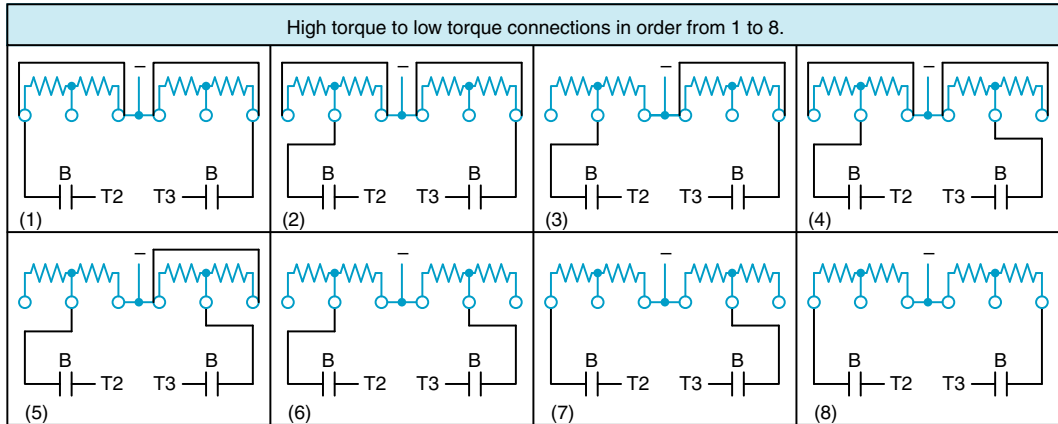 High torque to low torque connections in order from 1 to 8.
– – – –
B B B B B B B B
T2 T3 T2 T3 T2 T3 T2 T3
(1) (2) (3) (4)
– – – –
B B B B B B B B
T2 T3 T2 T3 T2 T3 T2 T3
(5) (6) (7) (8)